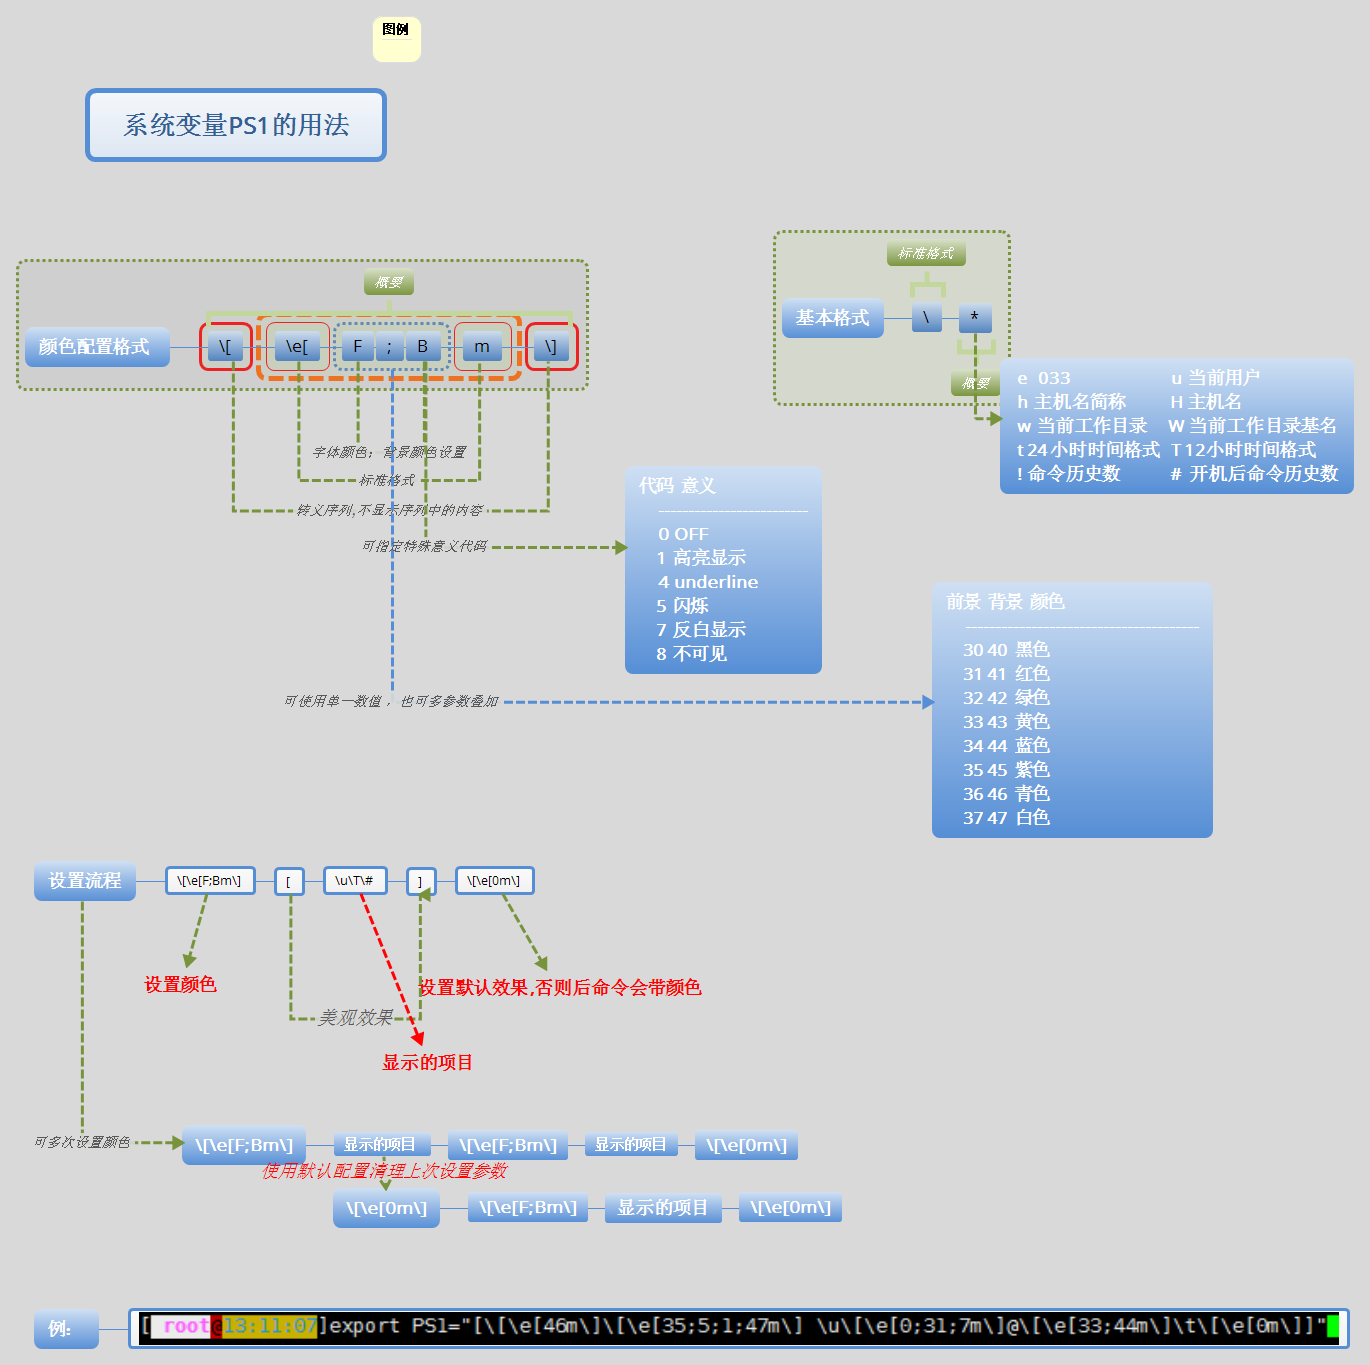 图例
系统变量PS1的用法
概要
颜色配置格式
\[
\e[
F
;
B
m
\]
字体颜色；背景颜色设置
标准格式
转义序列,不显示序列中的内容
可指定特殊意义代码
可使用单一数值，也可多参数叠加
标准格式
基本格式
\
*
概要
e 033 u 当前用户
h 主机名简称 H 主机名
w 当前工作目录 W 当前工作目录基名
t 24小时时间格式 T 12小时时间格式
! 命令历史数 # 开机后命令历史数
代码 意义
-------------------------
0 OFF
1 高亮显示
4 underline
5 闪烁
7 反白显示
8 不可见
前景 背景 颜色
---------------------------------------
30 40 黑色
31 41 红色
32 42 绿色
33 43 黄色
34 44 蓝色
35 45 紫色
36 46 青色
37 47 白色
设置流程
\[\e[F;Bm\]
[
\u\T\#
]
\[\e[0m\]
设置颜色
设置默认效果,否则后命令会带颜色
美观效果
显示的项目
可多次设置颜色
\[\e[F;Bm\]
显示的项目
\[\e[F;Bm\]
显示的项目
\[\e[0m\]
使用默认配置清理上次设置参数
\[\e[0m\]
\[\e[F;Bm\]
显示的项目
\[\e[0m\]
例:
[ root@13:11:07]export PS1="[\[\e[46m\]\[\e[35;5;1;47m\] \u\[\e[0;31;7m\]@\[\e[33;44m\]\t\[\e[0m\]]"